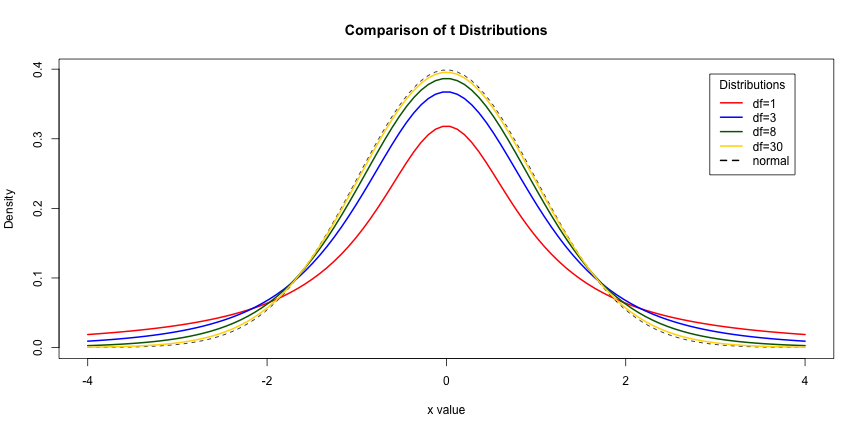 Comparison of t Distributions
Density
0.4
0.3
0.2
0.1
0.0
Distributions
df=1
df=3
df=8
df=30
normal
-4 -2 0 2 4
x value